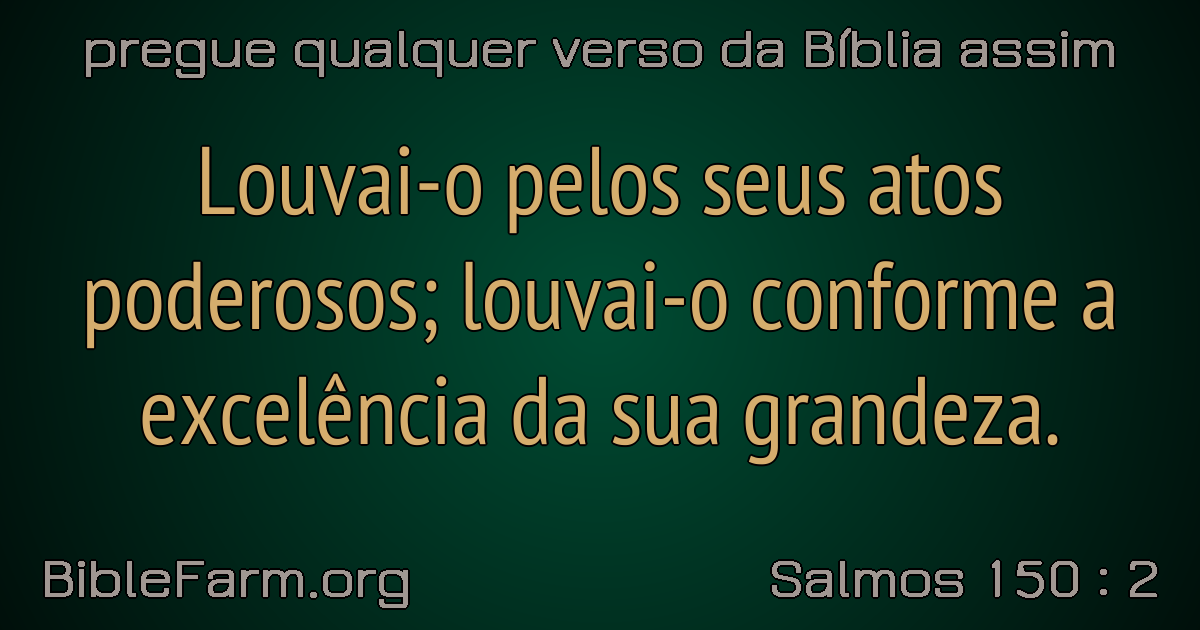 pregue qualquer verso da Bíblia assim
Louvai-o pelos seus atos
poderosos; louvai-o conforme a
excelência da sua grandeza.
BibleFarm.org
Salmos 150 : 2